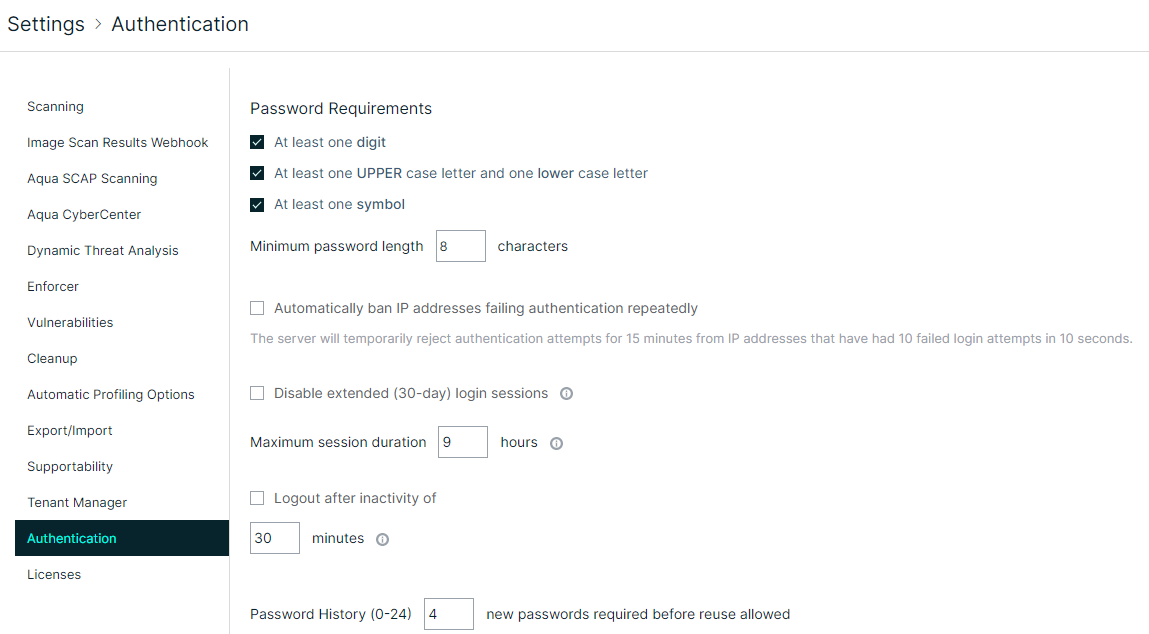 Settings > Authentication
Scanning
Image Scan Results Webhook
Aqua SCAP Scanning
Aqua CyberCenter
Dynamic Threat Analysis
Enforcer
Vulnerabilities
Cleanup
Automatic Profiling Options
Export/Import
Supportability
Tenant Manager
Authentication
Licenses
Password Requirements
At least one digit
At least one UPPER case letter and one lower case letter
At least one symbol
Minimum password length 8 characters
Automatically ban IP addresses failing authentication repeatedly
The server will temporarily reject authentication attempts for 15 minutes from IP addresses that have had 10 failed login attempts in 10 seconds.
Disable extended (30-day) login sessions
Maximum session duration 9 hours
Logout after inactivity of
30 minutes
Password History (0-24) 4 new passwords required before reuse allowed